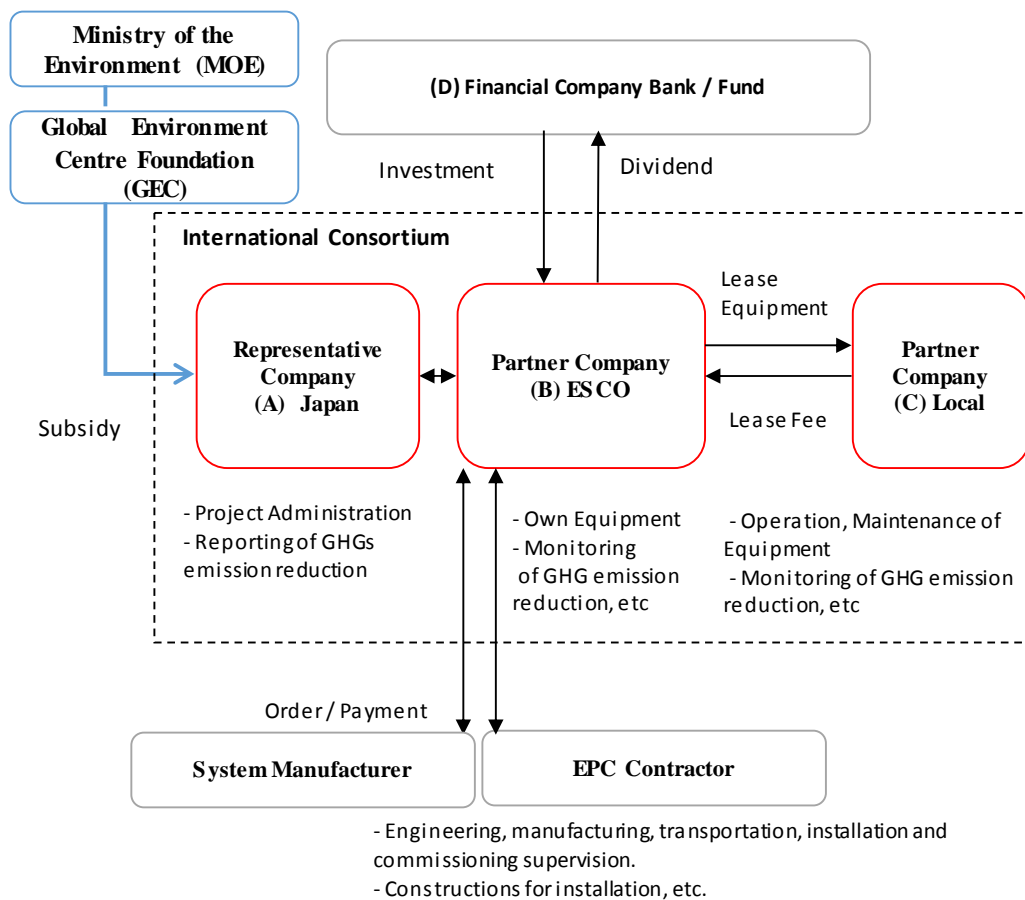 Ministry of the
Environment (MOE)
Global Environment
Centre Foundation
(GEC)
(D) Financial Company Bank / Fund
Investment
Dividend
International Consortium
Representative
Company
(A) Japan
Partner Company
(B) ESCO
Lease
Equipment
Lease Fee
Partner
Company
(C) Local
Subsidy
- Project Administration
- Reporting of GHGs
emission reduction
- Own Equipment
- Monitoring
of GHG emission
reduction, etc
- Operation, Maintenance of
Equipment
- Monitoring of GHG emission
reduction, etc
Order / Payment
System Manufacturer
EPC Contractor
- Engineering, manufacturing, transportation, installation and
commissioning supervision.
- Constructions for installation, etc.